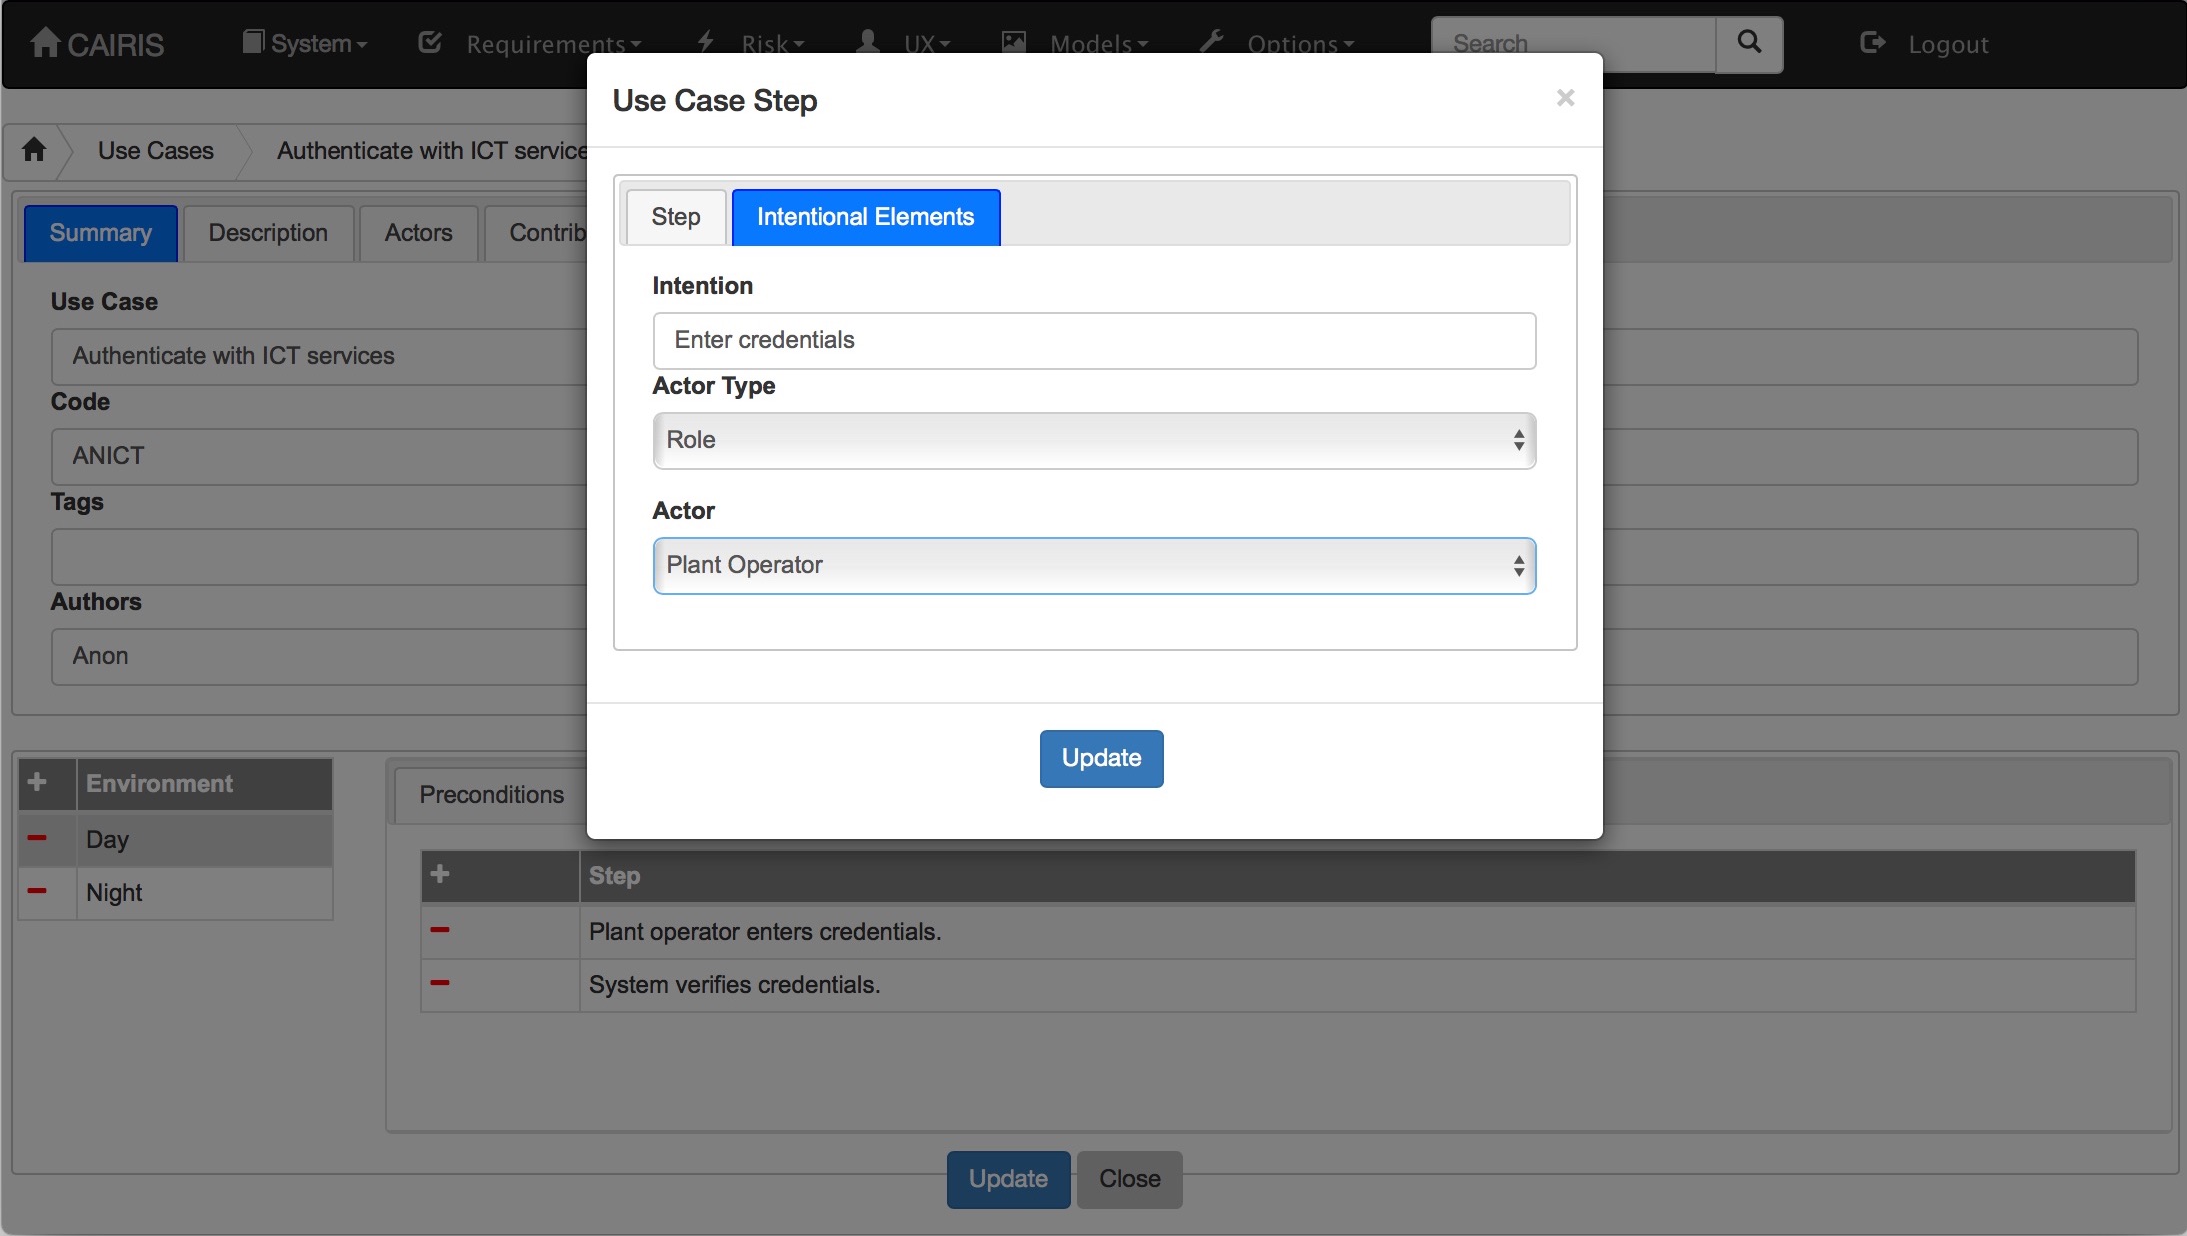 CAIRIS System Requirements Risk UX Models Options Search Logout
Use Case Step ×
Use Cases Authenticate with ICT service
Step Intentional Elements
Summary Description Actors Contrib
Intention
Use Case
Enter credentials
Authenticate with ICT services
Actor Type
Code
Role
ANICT
Tags
Actor
Plant Operator
Authors
Anon
Update
+ Environment
Preconditions
Day
Night
+ Step
Plant operator enters credentials.
System verifies credentials.
Update Close